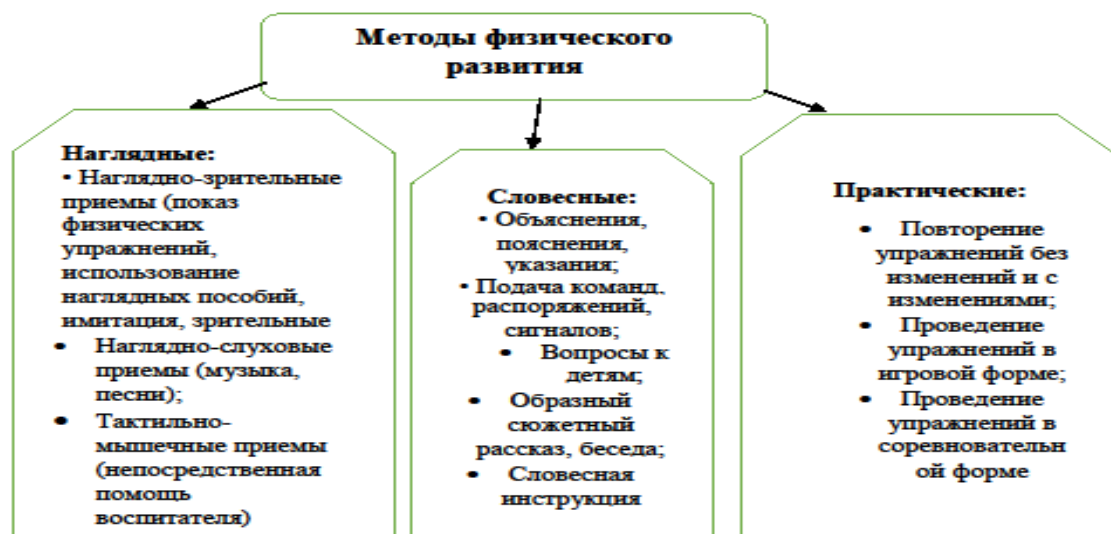 Методы физического
развития
Наглядные:
• Наглядно-зрительные
приемы (показ
физических
упражнений,
использование
наглядных пособий,
имитация, зрительные
• Наглядно-слуховые
приемы (музыка,
песни);
• Тактильно-
мышечные приемы
(непосредственная
помощь
воспитателя)
Словесные:
• Объяснения,
пояснения,
указания;
• Подача команд,
распоряжений,
сигналов;
• Вопросы к
детям;
• Образный
сюжетный
рассказ, беседа;
• Словесная
инструкция
Практические:
• Повторение
упражнений без
изменений и с
изменениями;
• Проведение
упражнений в
игровой форме;
• Проведение
упражнений в
соревновательн
ой форме